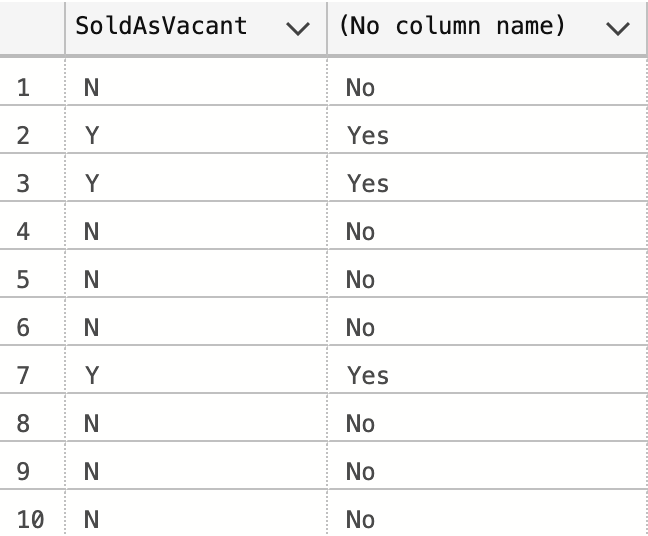 SoldAsVacant (No column name)
1 N No
2 Y Yes
3 Y Yes
4 N No
5 N No
6 N No
7 Y Yes
8 N No
9 N No
10 N No